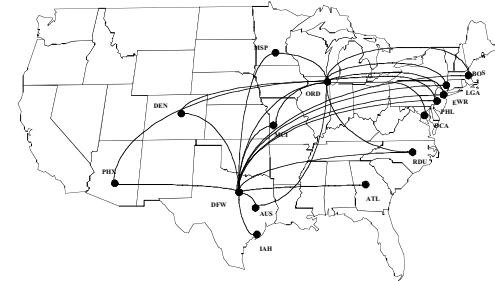 MSP
BOS
ORD
LGA
EWR
DEN
PHL
DCA
MCI
RDU
PHX
ATL
DFW
AUS
IAH